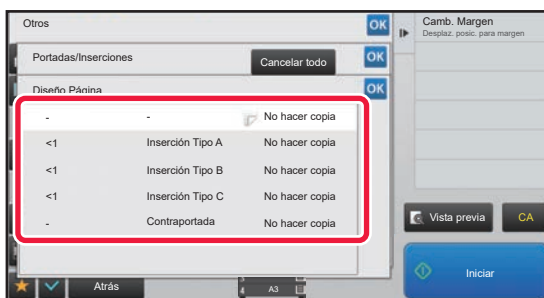 Otros
OK
Camb. Margen
Desplaz. posic. para margen
Portadas/Inserciones
Cancelar todo
OK
Diseño Página
OK
- - No hacer copia
<1 Inserción Tipo A No hacer copia
<1 Inserción Tipo B No hacer copia
<1 Inserción Tipo C No hacer copia
- Contraportada No hacer copia
Vista previa
CA
Atrás
4 A3
Iniciar